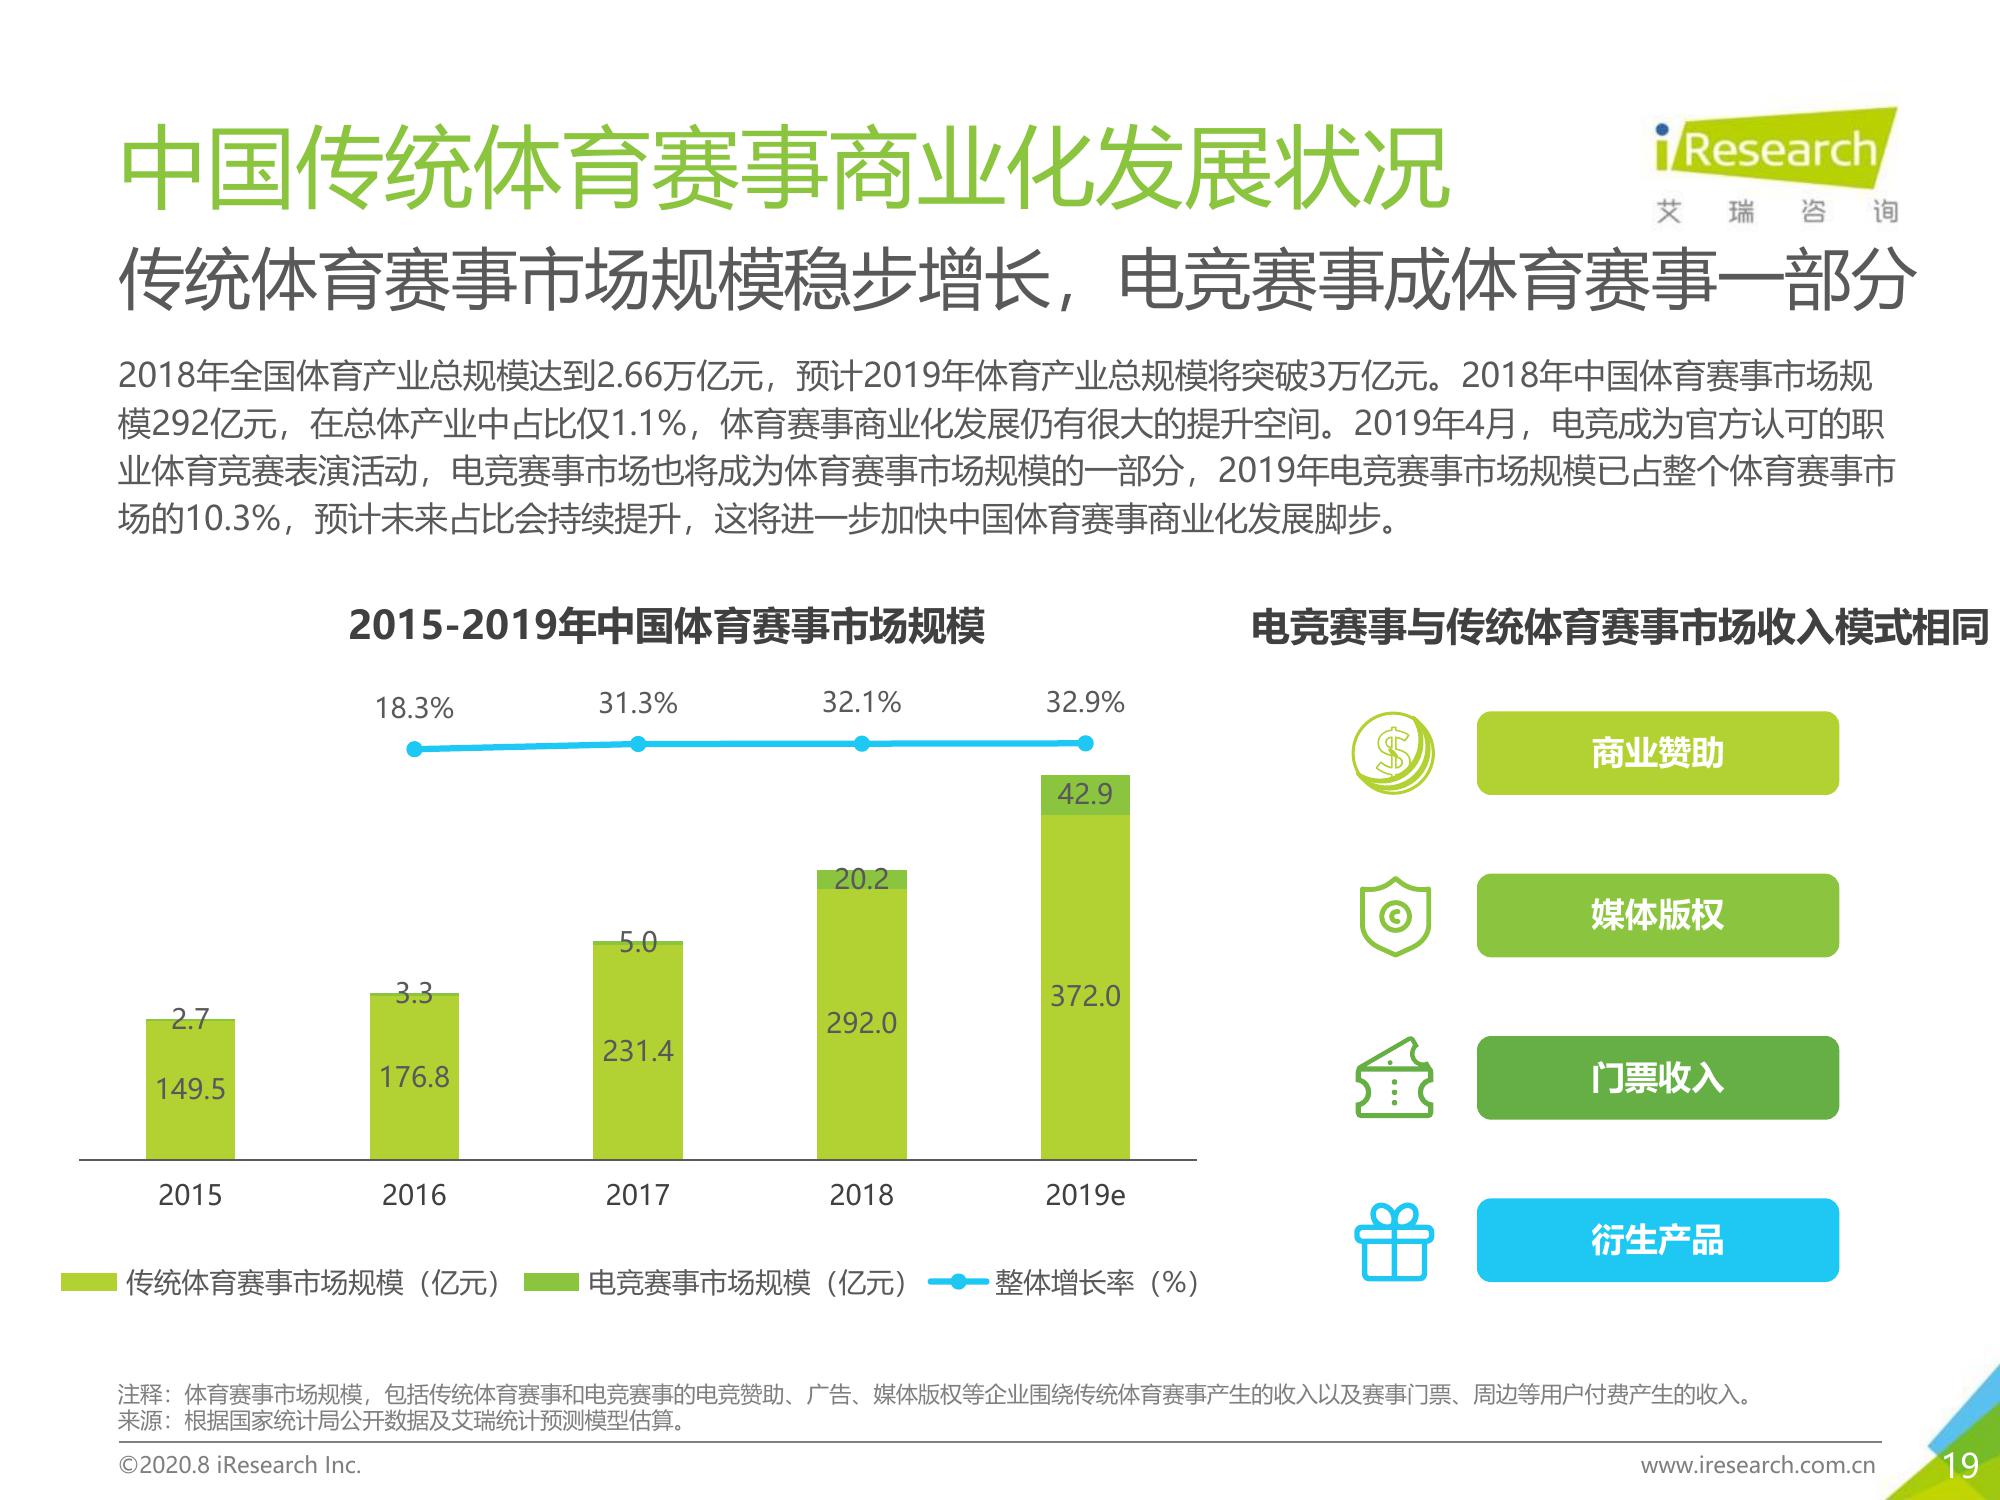 中国传统体育赛事商业化发展状况
iResearch
艾瑞咨询
传统体育赛事市场规模稳步增长，电竞赛事成体育赛事一部分
2018年全国体育产业总规模达到2.66万亿元，预计2019年体育产业总规模将突破3万亿元。2018年中国体育赛事市场规
模292亿元，在总体产业中占比仅1.1%，体育赛事商业化发展仍有很大的提升空间。2019年4月，电竞成为官方认可的职
业体育竞赛表演活动，电竞赛事市场也将成为体育赛事市场规模的一部分，2019年电竞赛事市场规模已占整个体育赛事市
场的10.3%，预计未来占比会持续提升，这将进一步加快中国体育赛事商业化发展脚步。
2015-2019年中国体育赛事市场规模
18.3% 31.3% 32.1% 32.9%
42.9
20.2
5.0
3.3
2.7
372.0
292.0
231.4
176.8
149.5
2015 2016 2017 2018 2019e
传统体育赛事市场规模（亿元） 电竞赛事市场规模（亿元） 整体增长率（%）
电竞赛事与传统体育赛事市场收入模式相同
商业赞助
媒体版权
门票收入
衍生产品
注释：体育赛事市场规模，包括传统体育赛事和电竞赛事的电竞赞助、广告、媒体版权等企业围绕传统体育赛事产生的收入以及赛事门票、周边等用户付费产生的收入。
来源：根据国家统计局公开数据及艾瑞统计预测模型估算。
©2020.8 iResearch Inc.
www.iresearch.com.cn
19